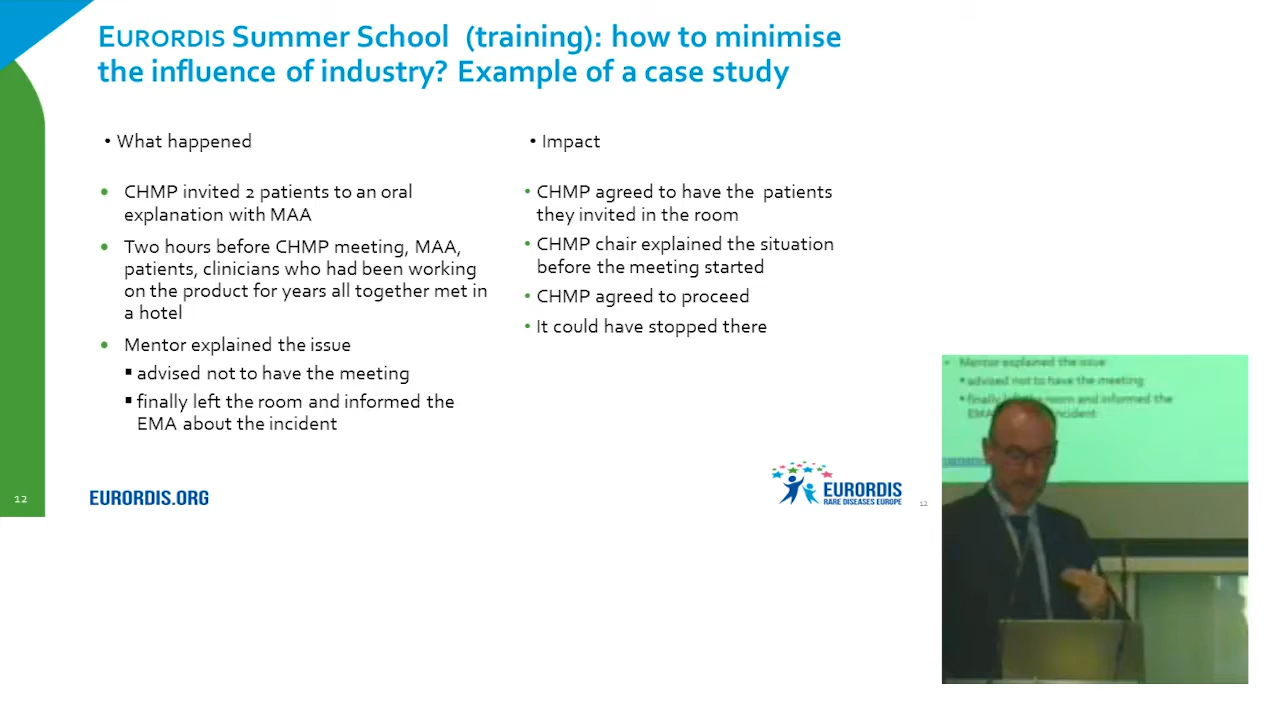 EURORDIS Summer School (training): how to minimise
the influence of industry? Example of a case study
• What happened
• CHMP invited 2 patients to an oral
explanation with MAA
• Two hours before CHMP meeting, MAA,
patients, clinicians who had been working
on the product for years all together met in
a hotel
• Mentor explained the issue
▪ advised not to have the meeting
▪ finally left the room and informed the
EMA about the incident
• Impact
• CHMP agreed to have the patients
they invited in the room
• CHMP chair explained the situation
before the meeting started
• CHMP agreed to proceed
• It could have stopped there
12
EURORDIS.ORG
EURORDIS
RARE DISEASES EUROPE
12
• Mentor explained the issue
▪ advised not to have the meeting
▪ finally left the room and informed the
EMA incident